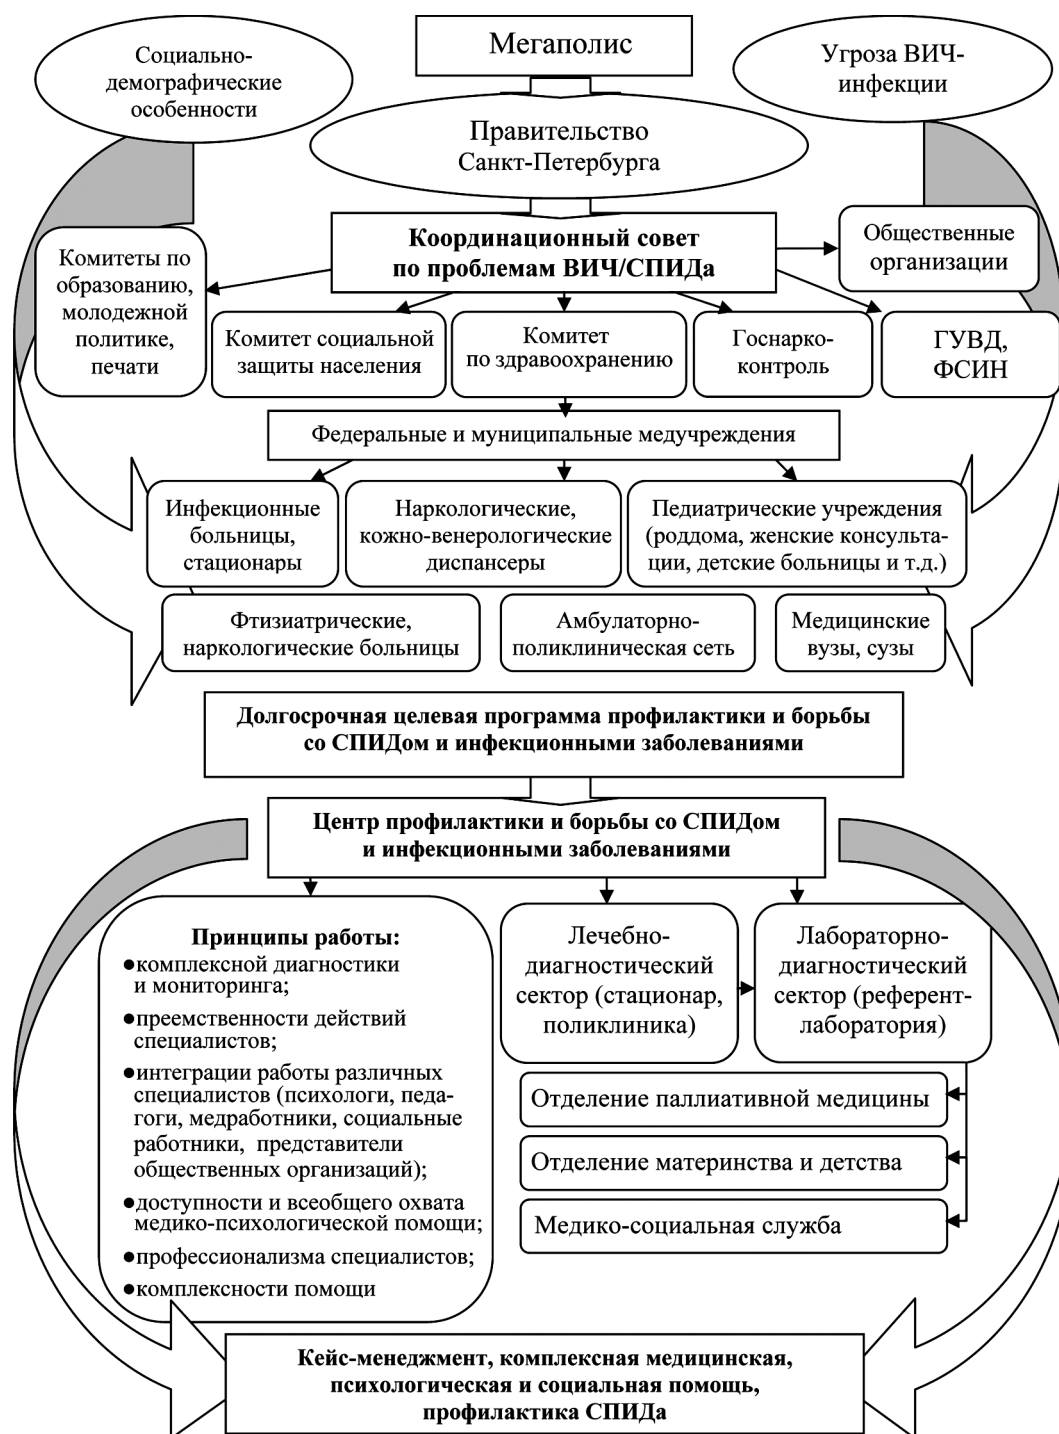 Социально-
демографические
особенности
Мегаполис
Угроза ВИЧ-
инфекции
Правительство
Санкт-Петербурга
Координационный совет
по проблемам ВИЧ/СПИДа
Общественные
организации
Комитеты по
образованию,
молодежной
политике,
печати
Комитет социальной
защиты населения
Комитет
по здравоохранению
Госнарко-
контроль
ГУВД,
ФСИН
Федеральные и муниципальные медучреждения
Инфекционные
больницы,
стационары
Наркологические,
кожно-венерологические
диспансеры
Педиатрические учреждения
(роддома, женские консульта-
ции, детские больницы и т.д.)
Фтизиатрические,
наркологические больницы
Амбулаторно-
поликлиническая сеть
Медицинские
вузы, сузы
Долгосрочная целевая программа профилактики и борьбы
со СПИДом и инфекционными заболеваниями
Центр профилактики и борьбы со СПИДом
и инфекционными заболеваниями
Принципы работы:
●комплексной диагностики
и мониторинга;
●преемственности действий
специалистов;
●интеграции работы различных
специалистов (психологи, педа-
гоги, медработники, социальные
работники, представители
общественных организаций);
●доступности и всеобщего охвата
медико-психологической помощи;
●профессионализма специалистов;
●комплексности помощи
Лечебно-
диагностический
сектор (стационар,
поликлиника)
Лабораторно-
диагностический
сектор (референт-
лаборатория)
Отделение паллиативной медицины
Отделение материнства и детства
Медико-социальная служба
Кейс-менеджмент, комплексная медицинская,
психологическая и социальная помощь,
профилактика СПИДа